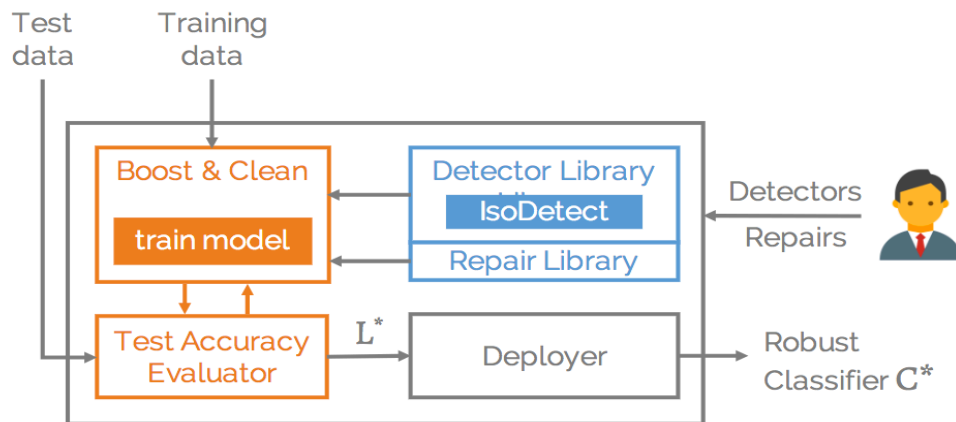 Test
data
Training
data
Boost & Clean
train model
Detector Library
IsoDetect
Repair Library
Detectors
Repairs
Test Accuracy
Evaluator
L*
Deployer
Robust
Classifier C*